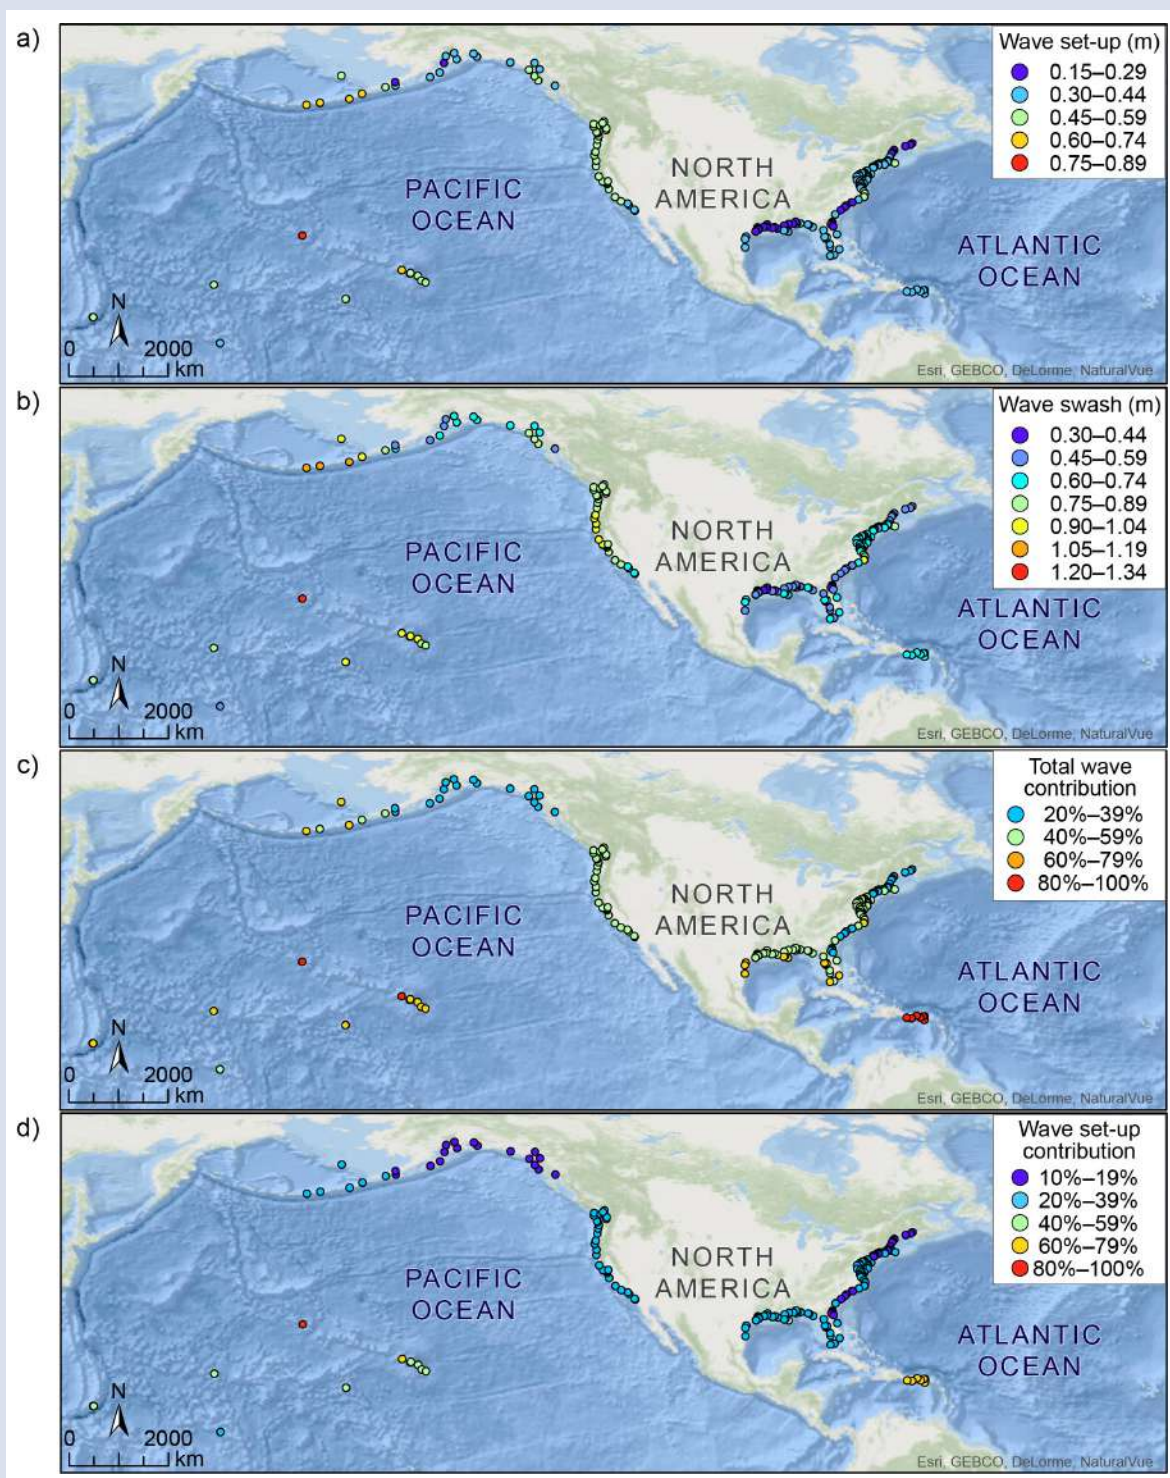 a)
Wave set-up (m)
0.15–0.29
0.30–0.44
0.45–0.59
0.60–0.74
0.75–0.89
NORTH
AMERICA
PACIFIC
OCEAN
ATLANTIC
OCEAN
N
0 2000
km
Esri, GEBCO, DeLorme, NaturalVue
b)
Wave swash (m)
0.30–0.44
0.45–0.59
0.60–0.74
0.75–0.89
0.90–1.04
1.05–1.19
1.20–1.34
NORTH
AMERICA
PACIFIC
OCEAN
ATLANTIC
OCEAN
N
0 2000
km
Esri, GEBCO, DeLorme, NaturalVue
c)
Total wave
contribution
20%–39%
40%–59%
60%–79%
80%–100%
NORTH
AMERICA
PACIFIC
OCEAN
ATLANTIC
OCEAN
N
0 2000
km
Esri, GEBCO, DeLorme, NaturalVue
d)
Wave set-up
contribution
10%–19%
20%–39%
40%–59%
60%–79%
80%–100%
NORTH
AMERICA
PACIFIC
OCEAN
ATLANTIC
OCEAN
N
0 2000
km
Esri, GEBCO, DeLorme, NaturalVue